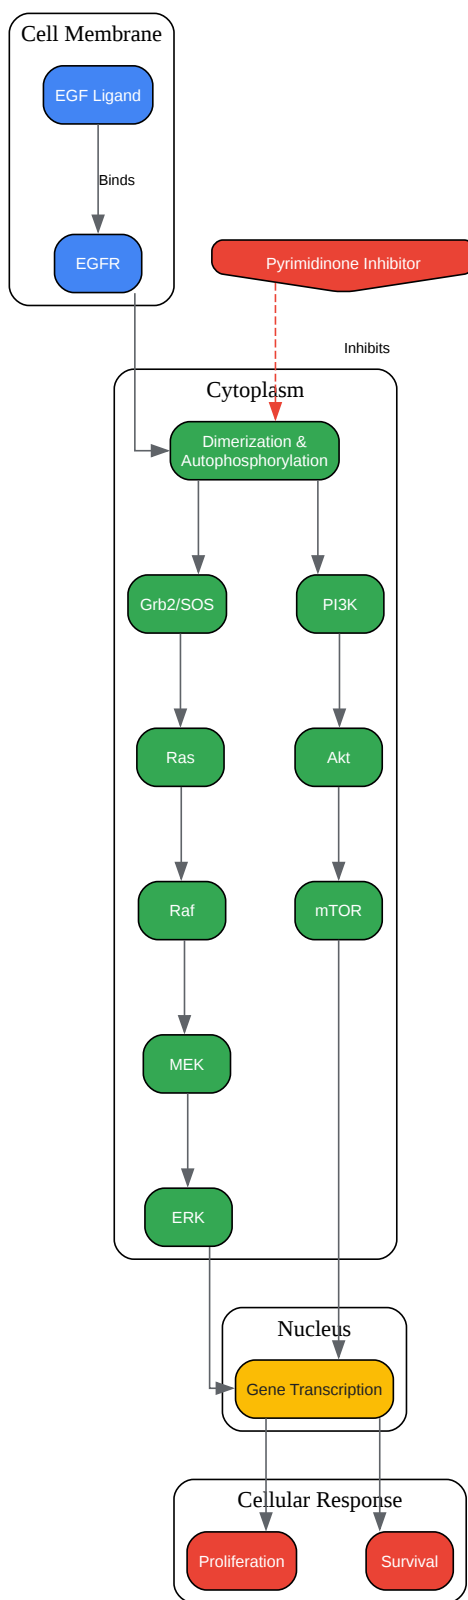 Cell Membrane
EGF Ligand
Binds
EGFR
Pyrimidinone Inhibitor
Inhibits
Cytoplasm
Dimerization &
Autophosphorylation
Grb2/SOS
PI3K
Ras
Akt
Raf
mTOR
MEK
ERK
Nucleus
Gene Transcription
Cellular Response
Proliferation
Survival